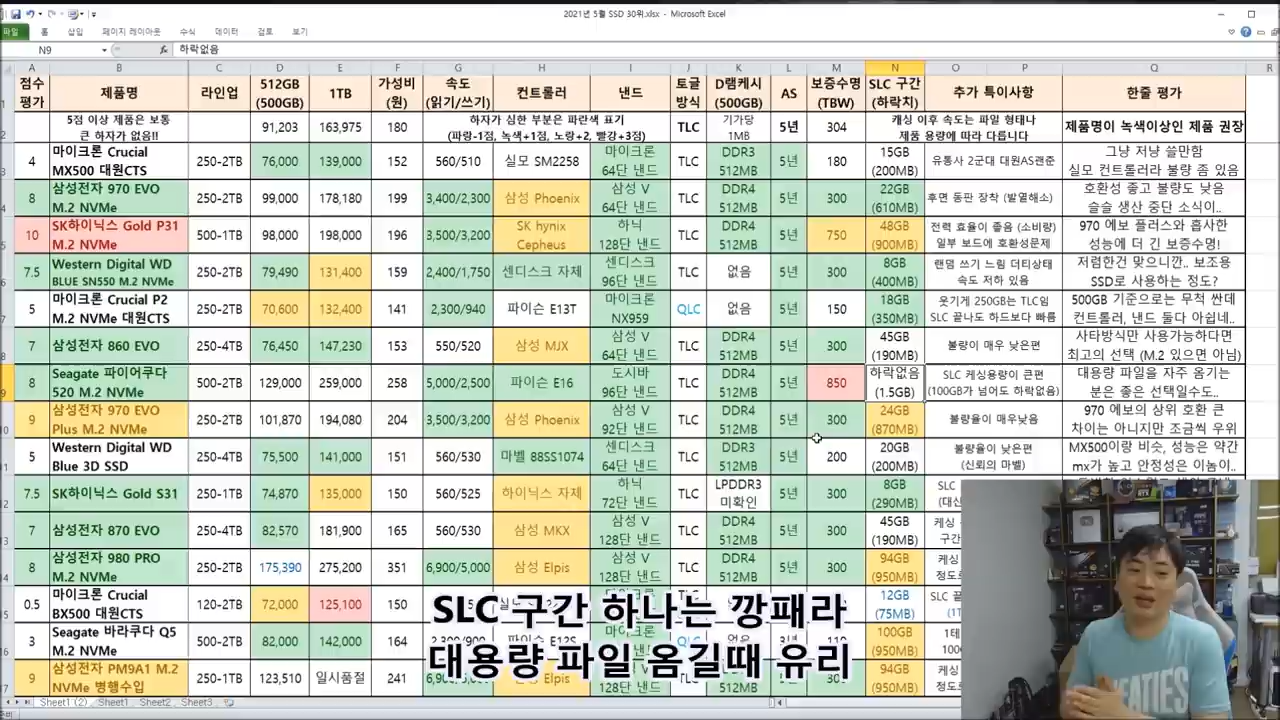 2021년 5월 SSD 30위.xlsx - Microsoft Excel
파일 홈 삽입 페이지 레이아웃 수식 데이터 검토 보기
N9 fx 하락없음
A B C D E F G H I J K L M N O P Q R
점수 평가 제품명 라인업 512GB (500GB) 1TB 가성비 (원) 속도 (읽기/쓰기) 컨트롤러 낸드 토글 방식 D램케시 (500GB) AS 보증수명 (TBW) SLC 구간 (하락치) 추가 특이사항 한줄 평가
5점 이상 제품은 보통 큰 하자가 없음!! 91,203 163,975 180 하자가 심한 부분은 파란색 표기 (파랑-1점, 녹색+1점, 노랑+2, 빨강+3점) TLC 기가당 1MB 5년 304 캐싱 이후 속도는 파일 형태나 제품 용량에 따라 다릅니다 제품명이 녹색이상인 제품 권장
4 마이크론 Crucial MX500 대원CTS 250-2TB 76,000 139,000 152 560/510 실모 SM2258 마이크론 64단 낸드 TLC DDR3 512MB 5년 180 15GB (200MB) 유통사 2군데 대원AS괜준 그냥 저냥 쓸만함 실모 컨트롤러라 불량 좀 있음
8 삼성전자 970 EVO M.2 NVMe 250-2TB 99,000 178,180 199 3,400/2,300 삼성 Phoenix 삼성 V 64단 낸드 TLC DDR4 512MB 5년 300 22GB (610MB) 후면 동판 장착 (발열해소) 호환성 좋고 불량도 낮음 슬슬 생산 중단 소식이..
10 SK하이닉스 Gold P31 M.2 NVMe 500-1TB 98,000 198,000 196 3,500/3,200 SK hynix Cepheus 하닉 128단 낸드 TLC DDR4 512MB 5년 750 48GB (900MB) 전력 효율이 좋음 (소비량) 일부 보드에 호환성문제 970 에보 플러스와 흡사한 성능에 더 긴 보증수명!
7.5 Western Digital WD BLUE SN550 M.2 NVMe 250-2TB 79,490 131,400 159 2,400/1,750 센디스크 자체 센디스크 96단 낸드 TLC 없음 5년 300 8GB (400MB) 랜덤 쓰기 느림 더티상태 속도 저하 있음 저렴한건 맞으니깐.. 보조용 SSD로 사용하는 정도?
5 마이크론 Crucial P2 M.2 NVMe 대원CTS 250-2TB 70,600 132,400 141 2,300/940 파이슨 E13T 마이크론 NX959 QLC 없음 5년 150 18GB (350MB) 웃기게 250GB는 TLC임 SLC 끝나도 하드보다 빠름 500GB 기준으로는 무척 싼데 컨트롤러, 낸드 둘다 아쉽네..
7 삼성전자 860 EVO 250-4TB 76,450 147,230 153 550/520 삼성 MJX 삼성 V 64단 낸드 TLC DDR4 512MB 5년 300 45GB (190MB) 불량이 매우 낮은편 사타방식만 사용가능하다면 최고의 선택 (M.2 있으면 아님)
8 Seagate 파이어쿠다 520 M.2 NVMe 500-2TB 129,000 259,000 258 5,000/2,500 파이슨 E16 도시바 96단 낸드 TLC DDR4 512MB 5년 850 하락없음 (1.5GB) SLC 케싱용량이 큰편 (100GB가 넘어도 하락없음) 대용량 파일을 자주 옮기는 분은 좋은 선택일수도..
9 삼성전자 970 EVO Plus M.2 NVMe 250-2TB 101,870 194,080 204 3,500/3,200 삼성 Phoenix 삼성 V 92단 낸드 TLC DDR4 512MB 5년 300 24GB (870MB) 불량율이 매우낮음 970 에보의 상위 호환 큰 차이는 아니지만 조금씩 우위
5 Western Digital WD Blue 3D SSD 250-4TB 75,500 141,000 151 560/530 마벨 88SS1074 센디스크 64단 낸드 TLC DDR3 512MB 5년 200 20GB (200MB) 불량율이 낮은편 (신뢰의 마벨) MX500이랑 비슷, 성능은 약간 mx가 높고 안정성은 이놈이..
7.5 SK하이닉스 Gold S31 250-1TB 74,870 135,000 150 560/525 하이닉스 자제 하닉 72단 낸드 TLC LPDDR3 미확인 5년 300 8GB (290MB) SLC
7 삼성전자 870 EVO 250-4TB 82,570 181,900 165 560/530 삼성 MKX 삼성 V 128단 낸드 TLC DDR4 512MB 5년 300 45GB (190MB) 케싱
8 삼성전자 980 PRO M.2 NVMe 250-2TB 175,390 275,200 351 6,900/5,000 삼성 Elpis 삼성 V 128단 낸드 TLC DDR4 512MB 5년 300 94GB (950MB) 케싱 정도
0.5 마이크론 Crucial BX500 대원CTS 120-2TB 72,000 125,100 150 12GB (75MB) SLC
3 Seagate 바라쿠다 Q5 M.2 NVMe 500-2TB 82,000 142,000 164 100GB (950MB)
9 삼성전자 PM9A1 M.2 NVMe 병행수입 250-1TB 123,510 일시품절 241 94GB (950MB) 케싱 정도
SLC 구간 하나는 깡패라
대용량 파일 옮길때 유리
Sheet1 (2) Sheet1 Sheet2 Sheet3